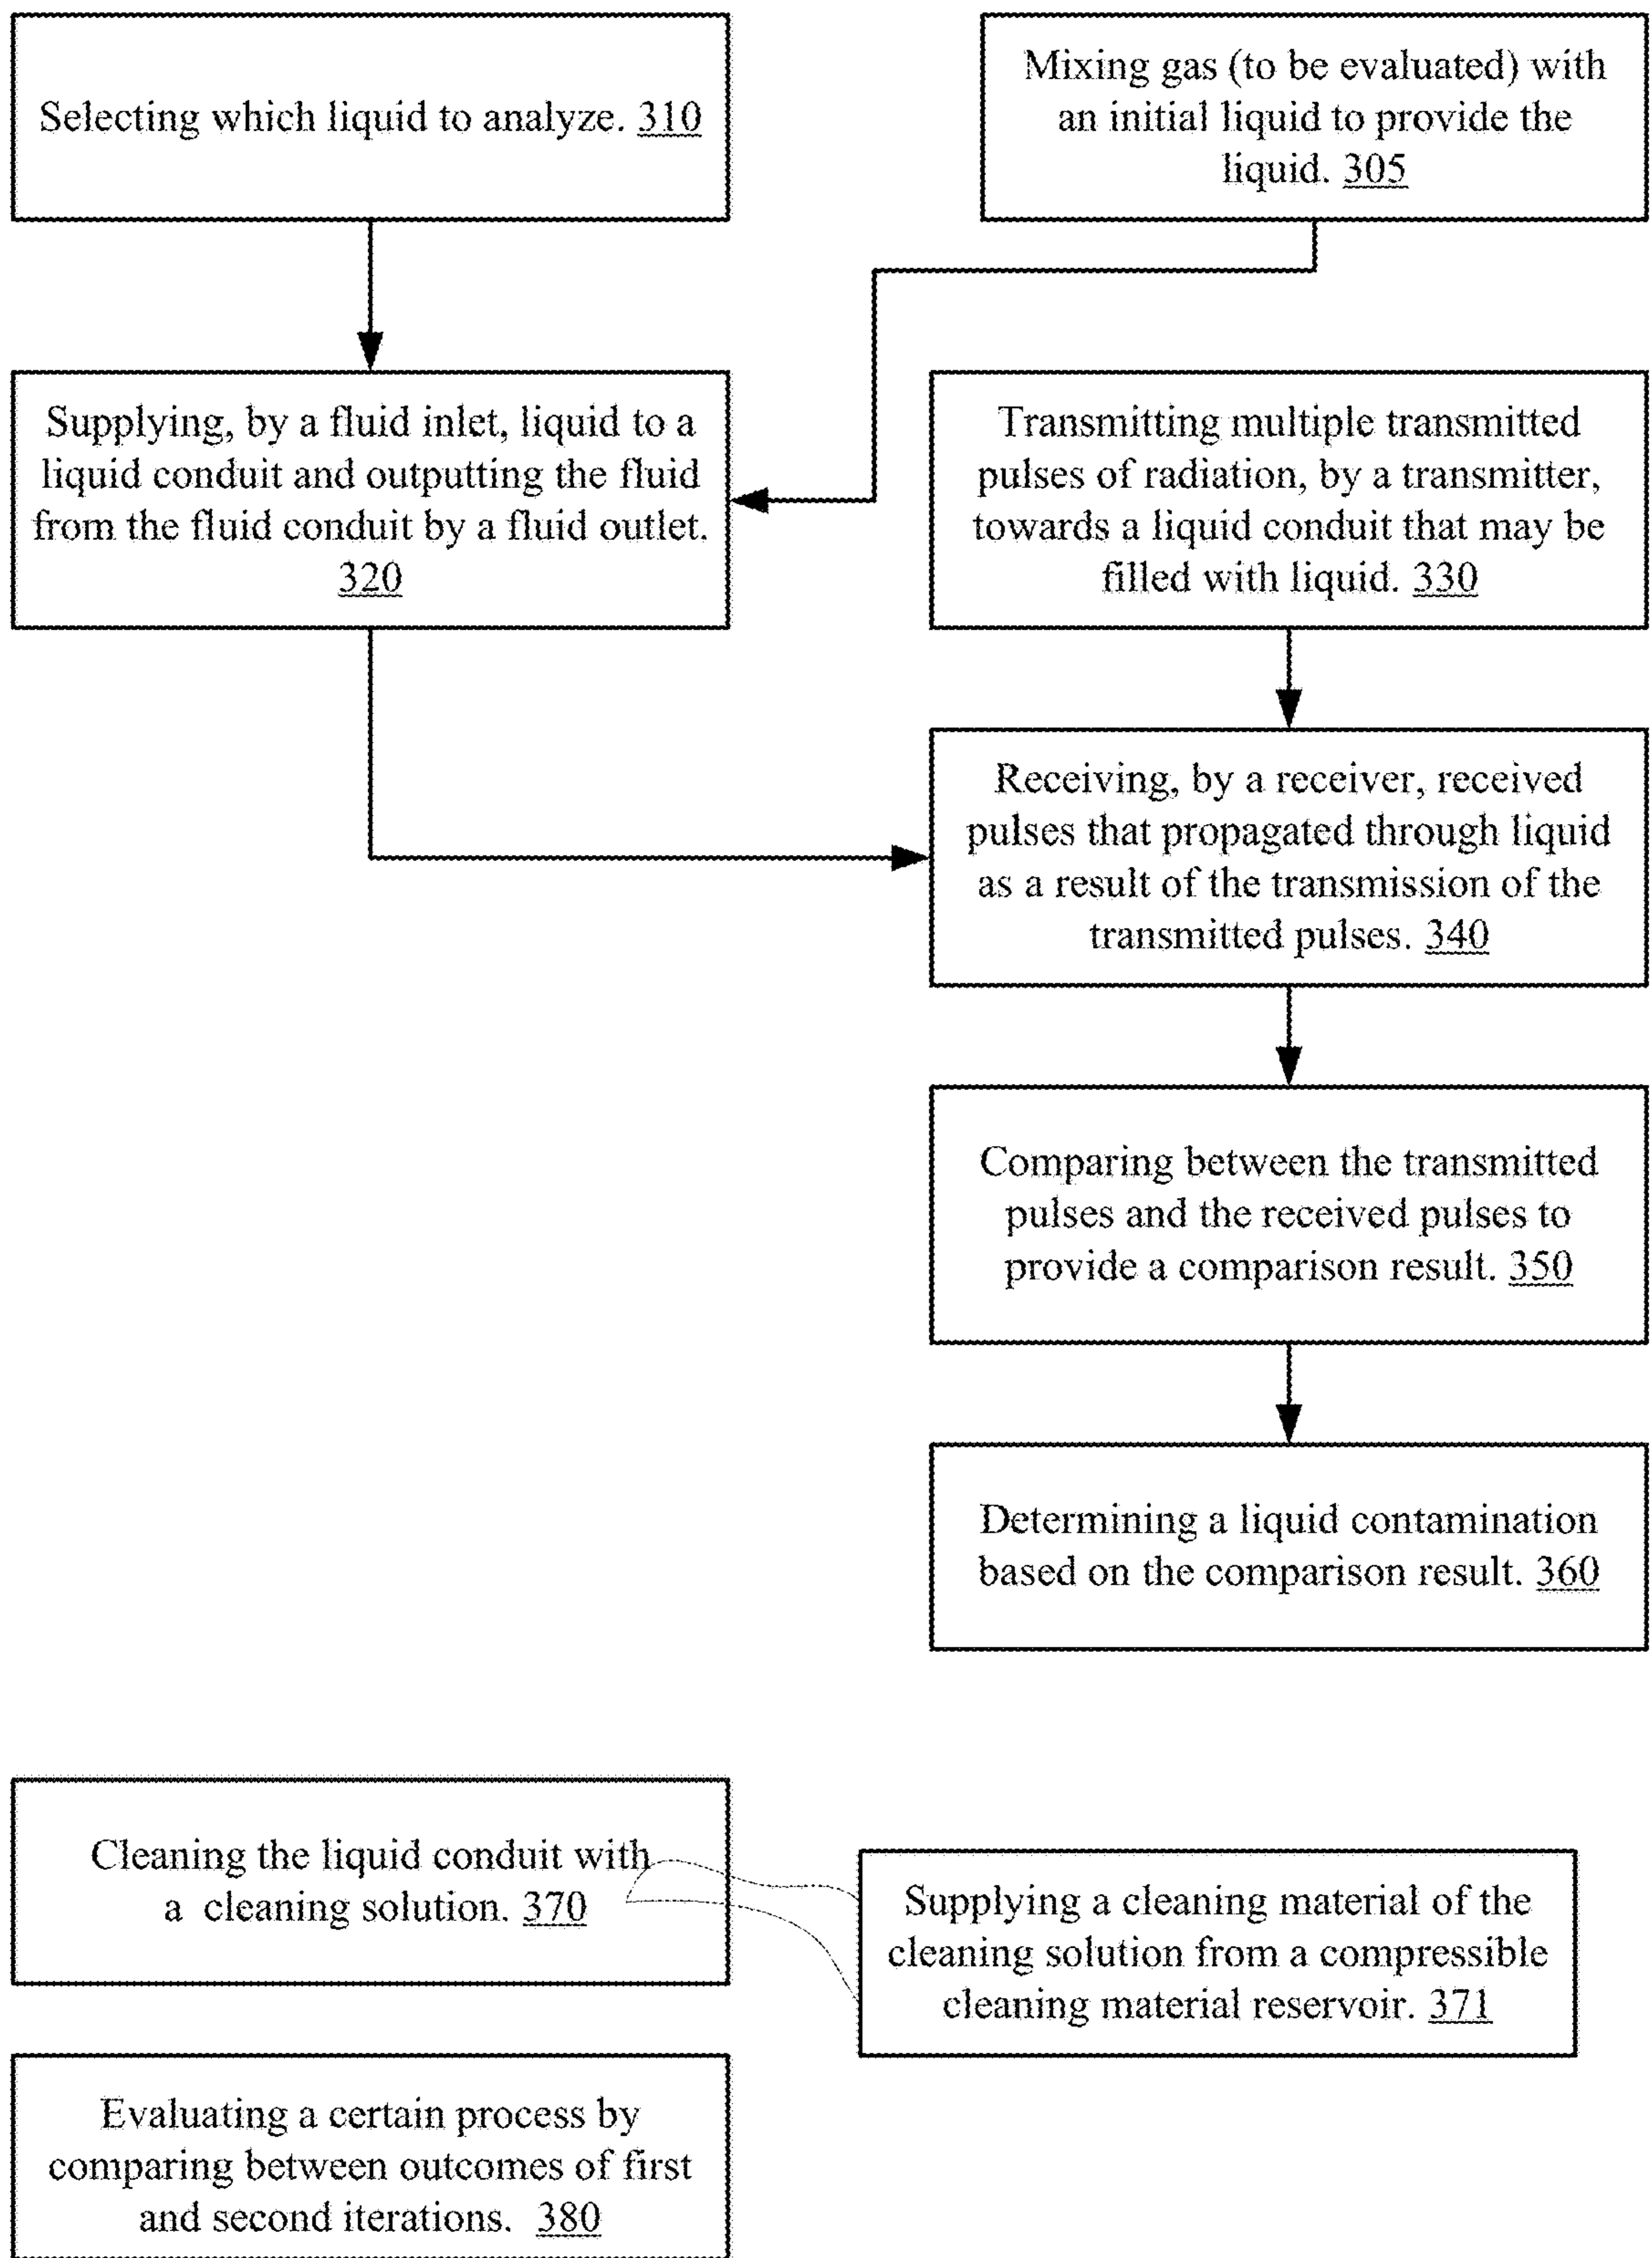 Selecting which liquid to analyze. 310
Mixing gas (to be evaluated) with
an initial liquid to provide the
liquid. 305
Supplying, by a fluid inlet, liquid to a
liquid conduit and outputting the fluid
from the fluid conduit by a fluid outlet.
320
Transmitting multiple transmitted
pulses of radiation, by a transmitter,
towards a liquid conduit that may be
filled with liquid. 330
Receiving, by a receiver, received
pulses that propagated through liquid
as a result of the transmission of the
transmitted pulses. 340
Comparing between the transmitted
pulses and the received pulses to
provide a comparison result. 350
Determining a liquid contamination
based on the comparison result. 360
Cleaning the liquid conduit with
a cleaning solution. 370
Supplying a cleaning material of the
cleaning solution from a compressible
cleaning material reservoir. 371
Evaluating a certain process by
comparing between outcomes of first
and second iterations. 380